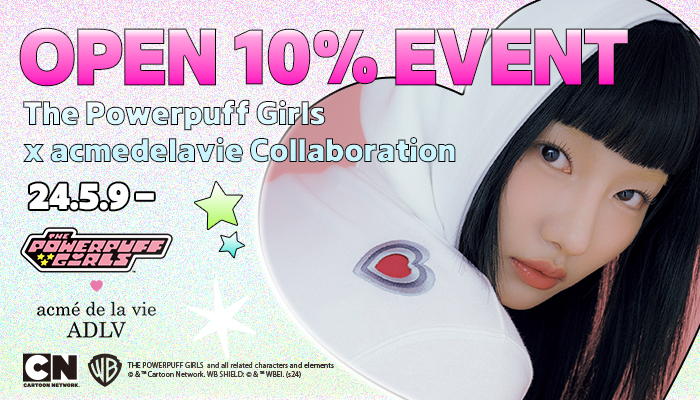 OPEN 10% EVENT
The Powerpuff Girls
x acmedelavie Collaboration
24.5.9 –
THE
POWERPUFF
GIRLS™
acmé de la vie
ADLV
CN
CARTOON NETWORK.
WB
THE POWERPUFF GIRLS and all related characters and elements
© & ™ Cartoon Network. WB SHIELD: © & ™ WBEI. (s24)